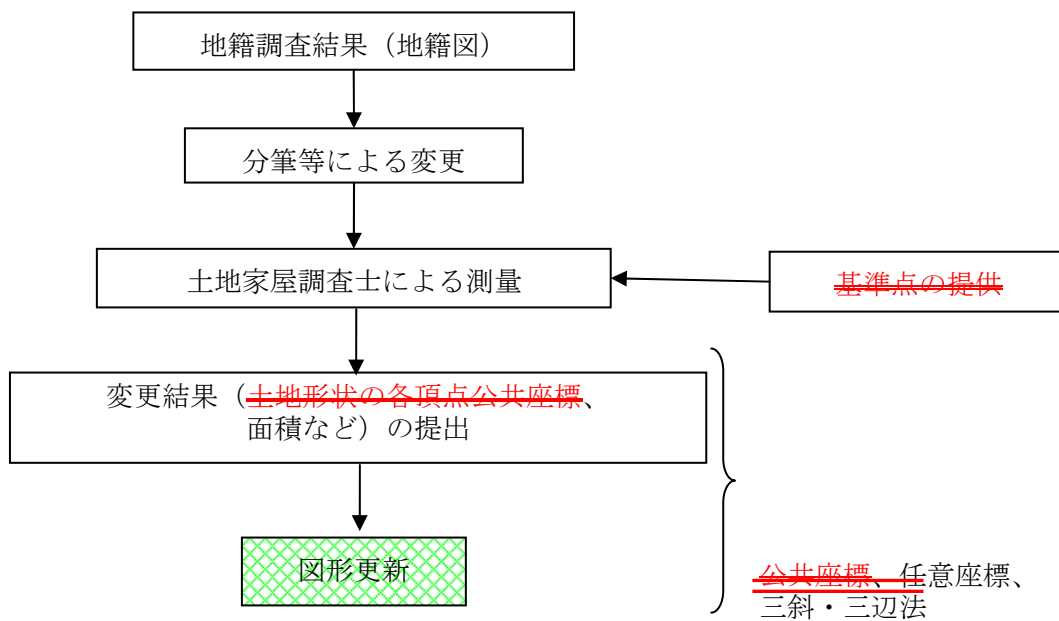 地籍調査結果（地籍図）
分筆等による変更
土地家屋調査士による測量
基準点の提供
変更結果（土地形状の各頂点公共座標、
面積など）の提出
図形更新
公共座標、任意座標、
三斜・三辺法